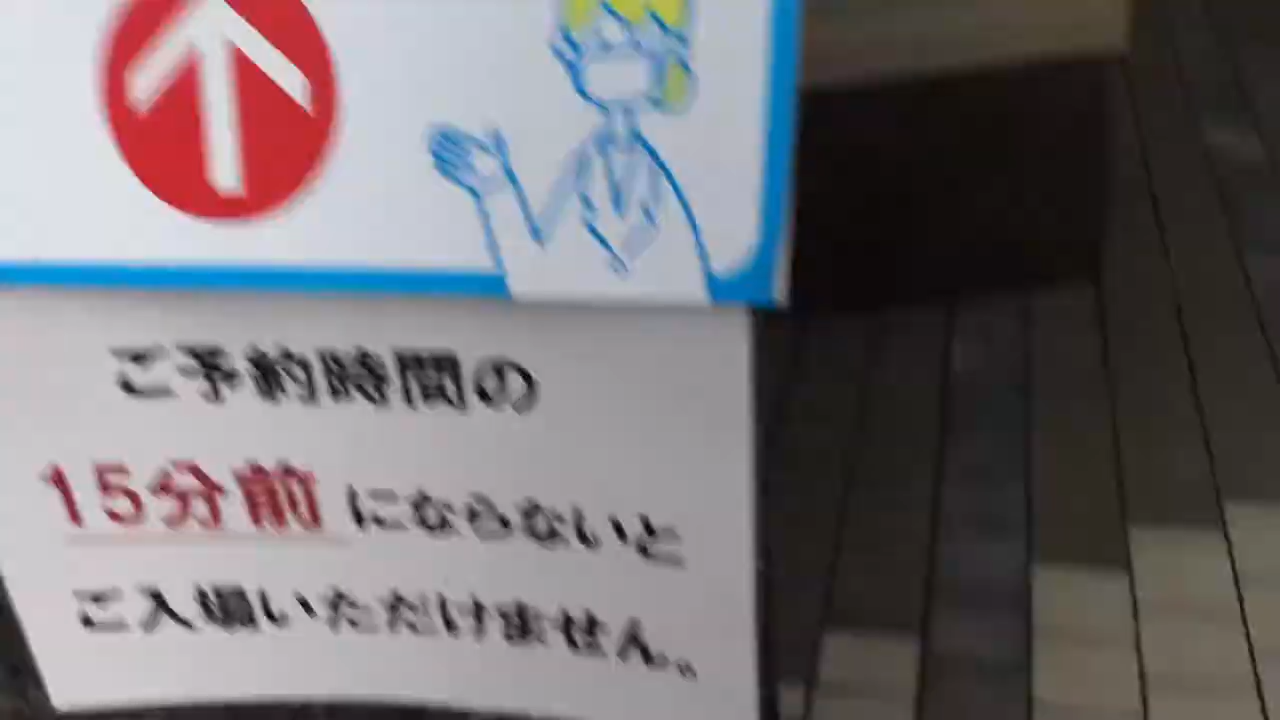 ご予約時間の
15分前にならないと
ご入場いただけません。